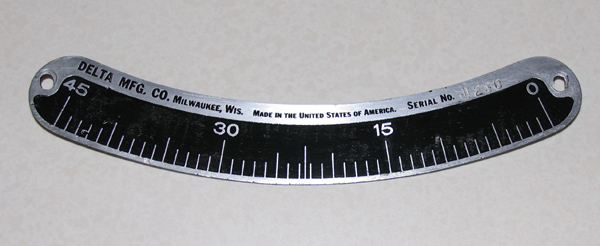 DELTA MFG. CO. MILWAUKEE, WIS. MADE IN THE UNITED STATES OF AMERICA. SERIAL NO.
45 30 15 0